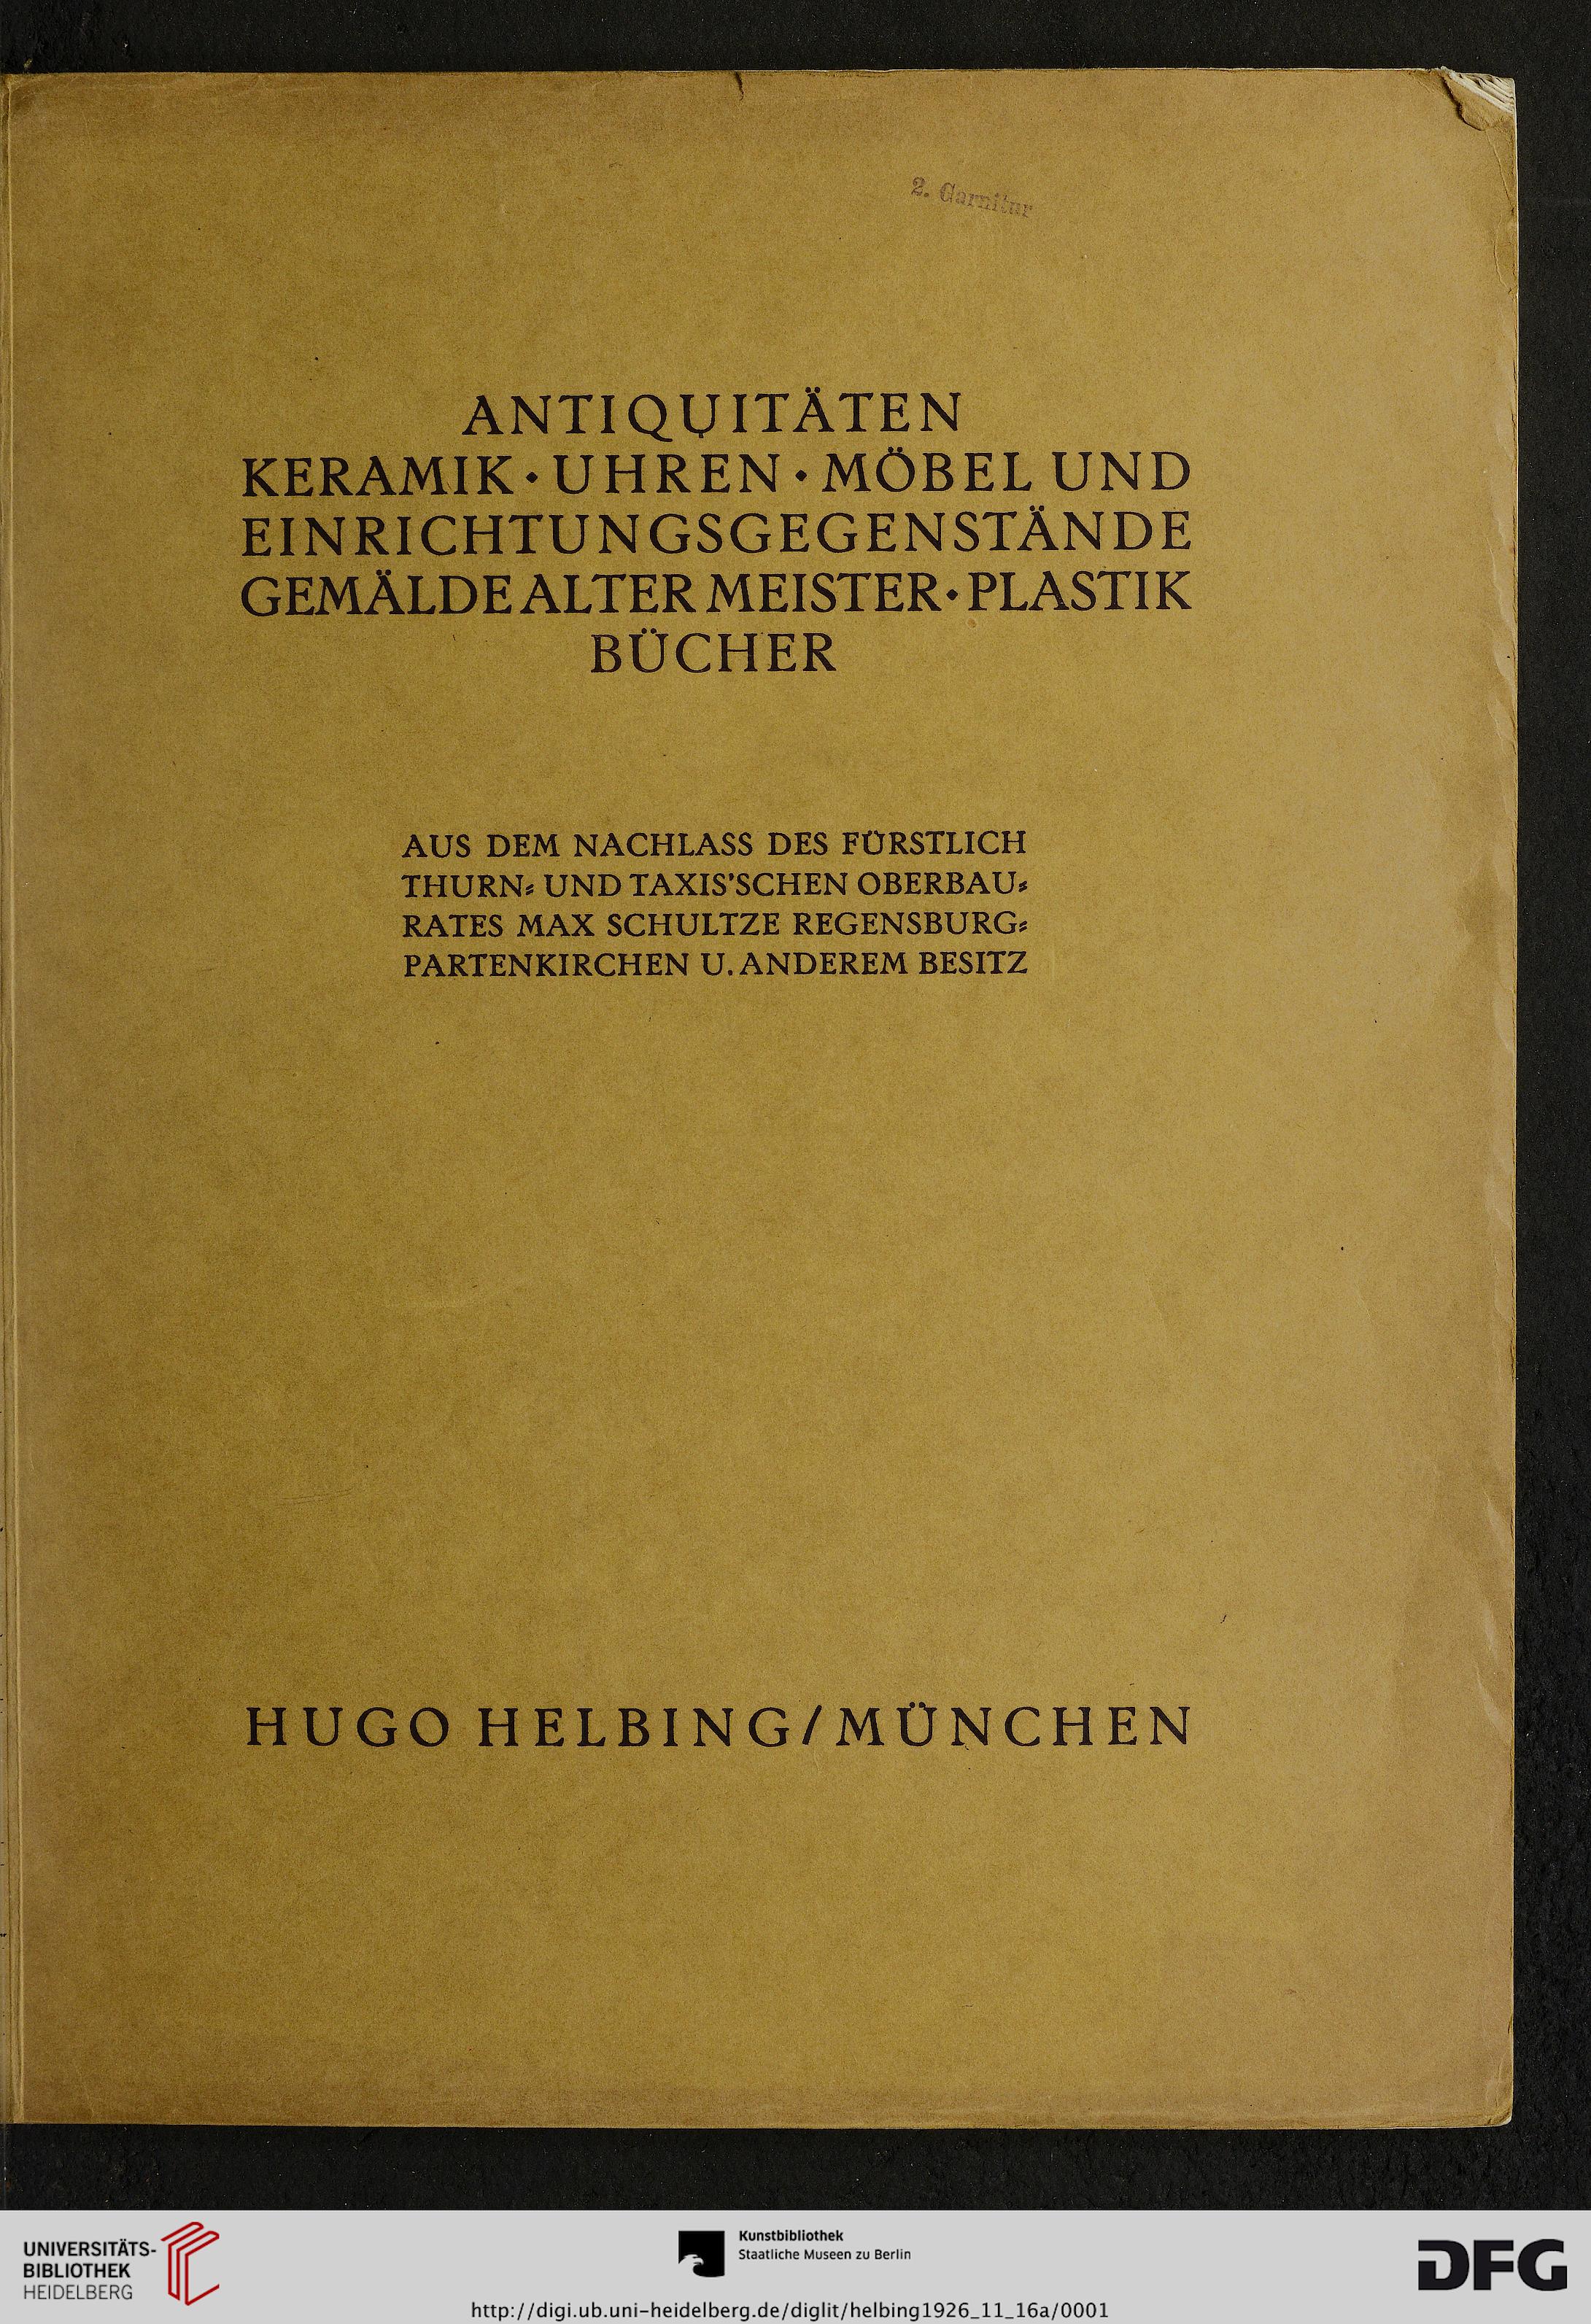 2. Garnitur
ANTIQUITÄTEN
KERAMIK · UHREN · MÖBEL UND
EINRICHTUNGSGEGENSTÄNDE
GEMÄLDE ALTER MEISTER · PLASTIK
BÜCHER
AUS DEM NACHLASS DES FÜRSTLICH
THURN- UND TAXIS'SCHEN OBERBAU-
RATES MAX SCHULTZE REGENSBURG-
PARTENKIRCHEN U. ANDEREM BESITZ
HUGO HELBING/MÜNCHEN
UNIVERSITÄTS-
BIBLIOTHEK
HEIDELBERG
Kunstbibliothek
Staatliche Museen zu Berlin
DFG
http://digi.ub.uni-heidelberg.de/diglit/helbing1926_11_16a/0001